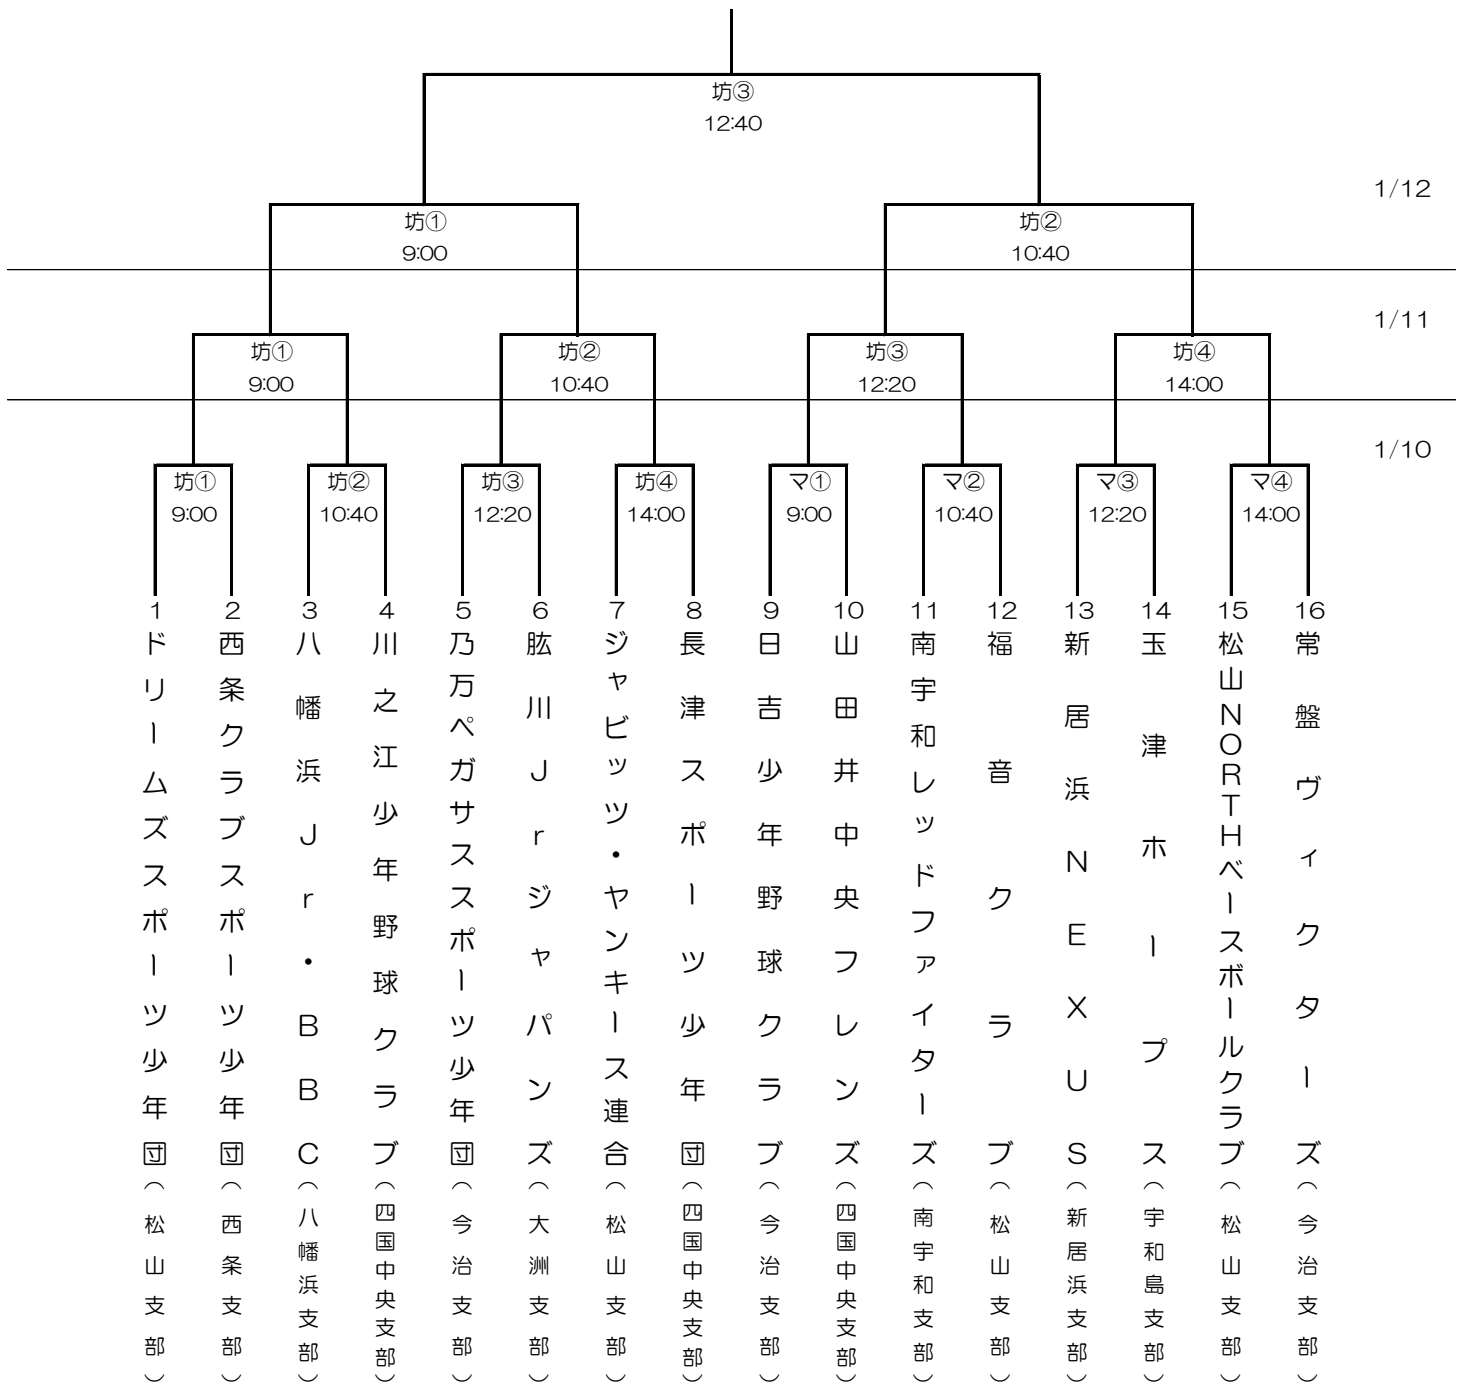 坊③
12:40
1/12
坊①
9:00
坊②
10:40
1/11
坊①
9:00
坊②
10:40
坊③
12:20
坊④
14:00
1/10
坊①
9:00
坊②
10:40
坊③
12:20
坊④
14:00
マ①
9:00
マ②
10:40
マ③
12:20
マ④
14:00
1
ドリームズスポーツ少年団(松山支部)
2
西条クラブスポーツ少年団(西条支部)
3
八幡浜Jr・BBC(八幡浜支部)
4
川之江少年野球クラブ(四国中央支部)
5
乃万ペガサススポーツ少年団(今治支部)
6
肱川Jrジャパンズ(大洲支部)
7
ジャビッツ・ヤンキース連合(松山支部)
8
長津スポーツ少年団(四国中央支部)
9
日吉少年野球クラブ(今治支部)
10
山田井中央フレンズ(四国中央支部)
11
南宇和レッドファイターズ(南宇和支部)
12
福音クラブ(松山支部)
13
新居浜NEXUS(新居浜支部)
14
玉津ホープス(宇和島支部)
15
松山NORTHベースボールクラブ(松山支部)
16
常盤ヴィクターズ(今治支部)